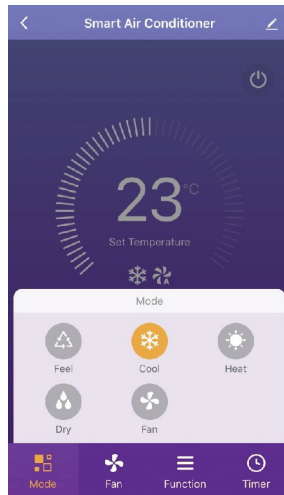 Smart Air Conditioner
23°C
Set Temperature
A
Mode
Feel Cool Heat
Dry Fan
Mode Fan Function Timer